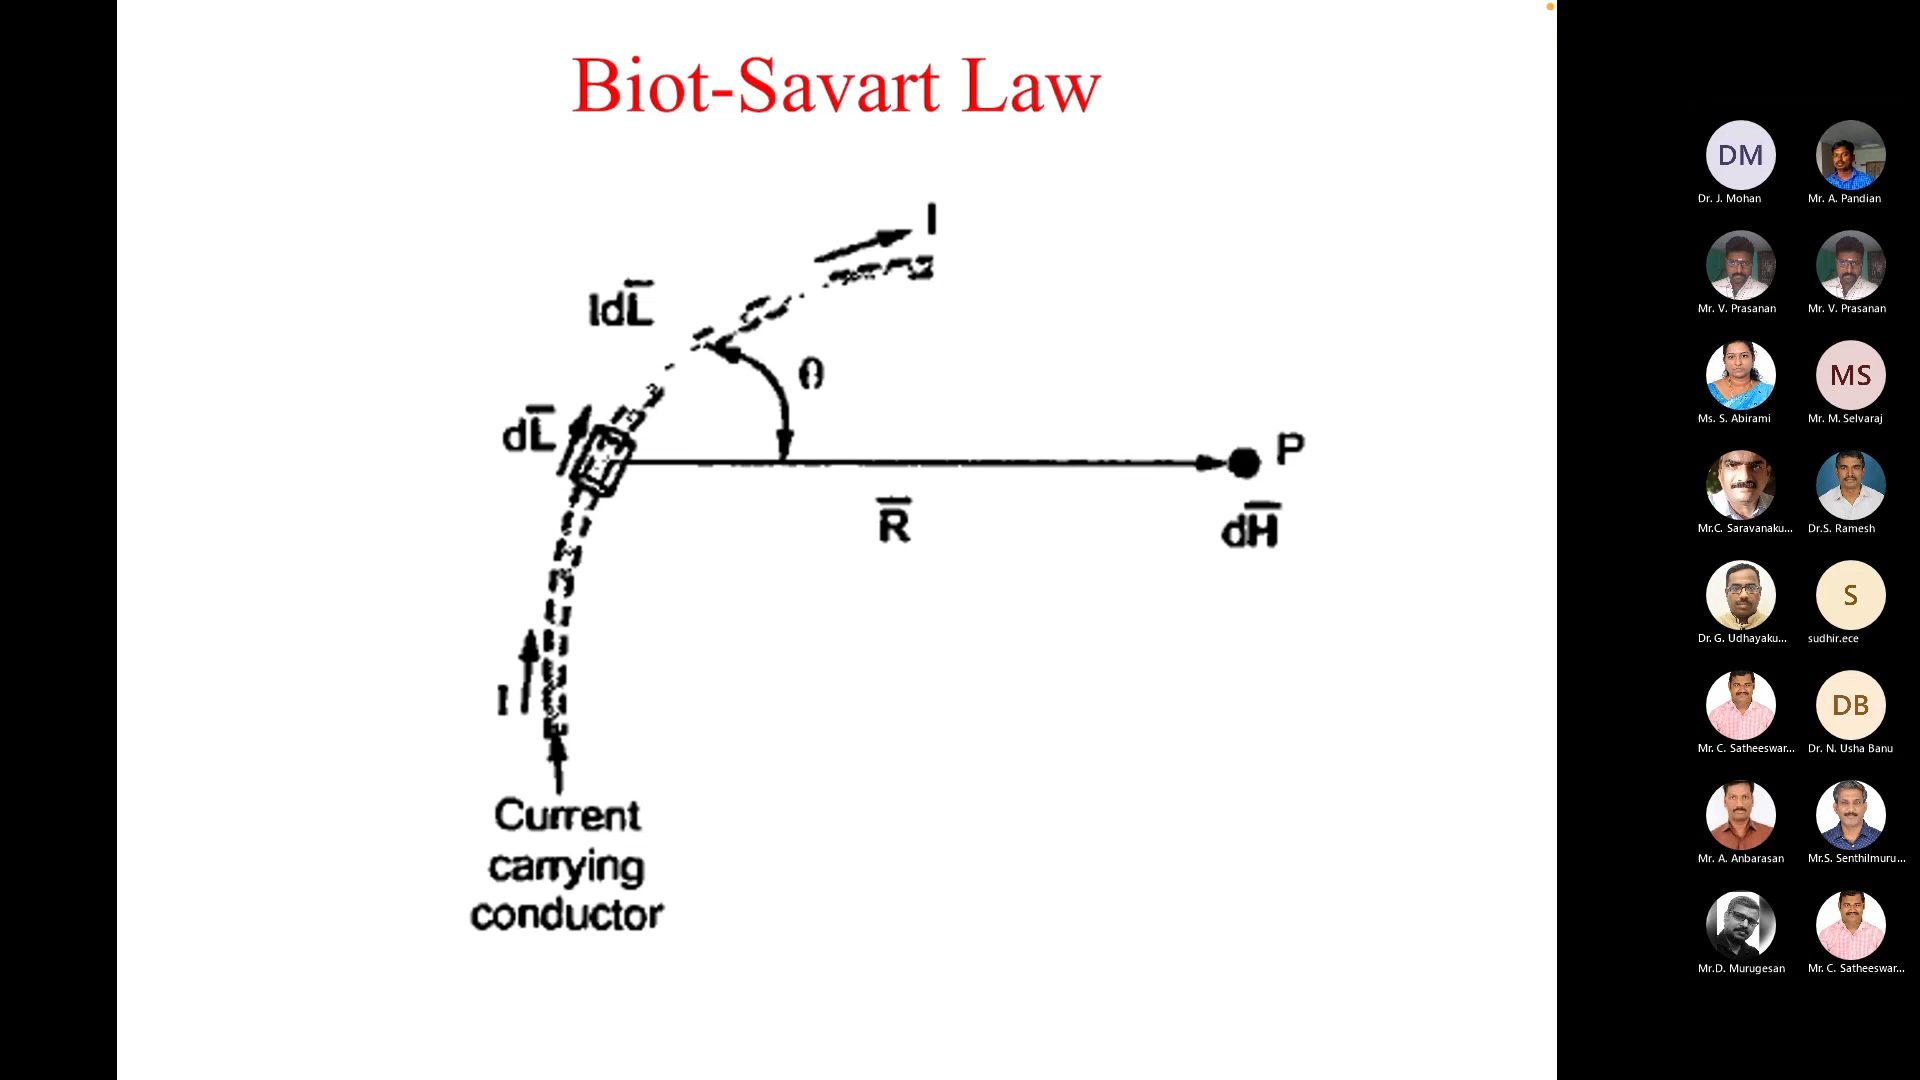 Biot-Savart Law
I
IdL̅
θ
dL̅
P
R̅
dH̅
I
Current
carrying
conductor
DM
Dr. J. Mohan
Mr. A. Pandian
Mr. V. Prasanan
Mr. V. Prasanan
Ms. S. Abirami
MS
Mr. M. Selvaraj
Mr.C. Saravanaku...
Dr.S. Ramesh
Dr. G. Udhayaku...
S
sudhir.ece
Mr. C. Satheeswar...
DB
Dr. N. Usha Banu
Mr. A. Anbarasan
Mr.S. Senthilmuru...
Mr.D. Murugesan
Mr. C. Satheeswar...